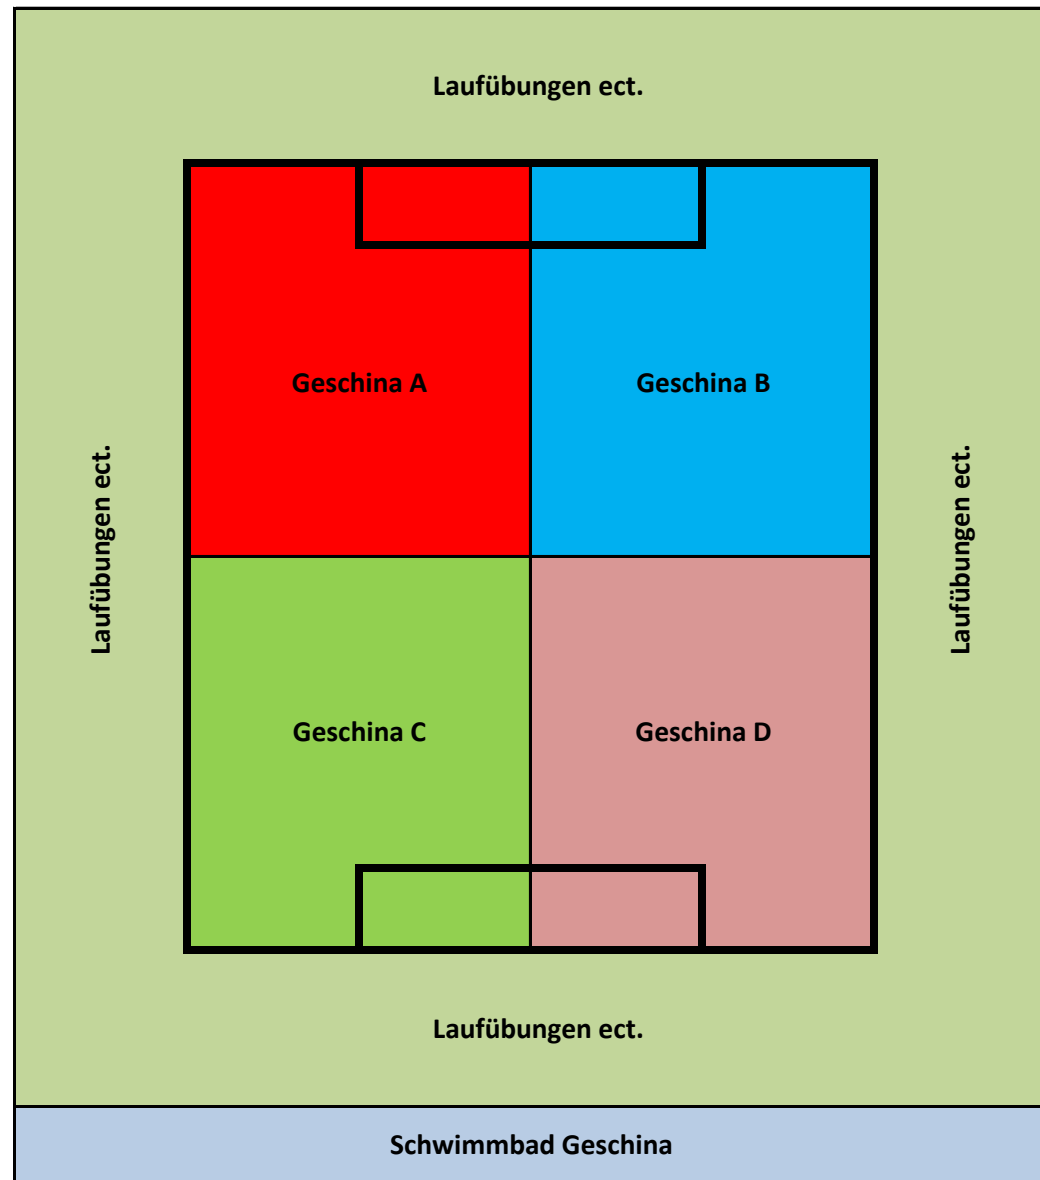 Laufübungen ect.
Geschina A
Geschina B
Laufübungen ect.
Laufübungen ect.
Geschina C
Geschina D
Laufübungen ect.
Schwimmbad Geschina